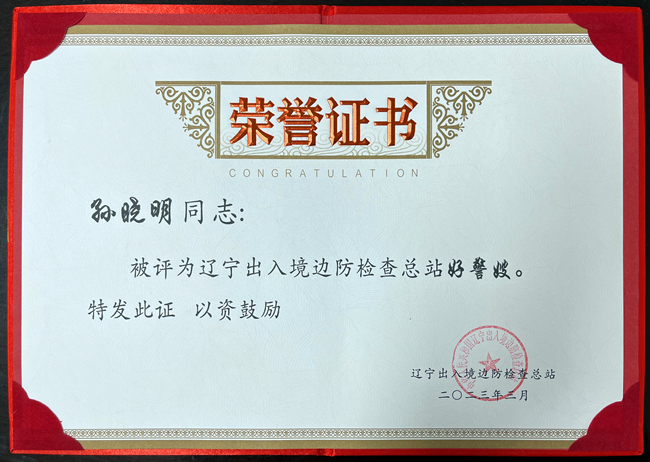 荣誉证书
CONGRATULATION
孙晓明同志:
被评为辽宁出入境边防检查总站好警嫂。
特发此证 以资鼓励
辽宁出入境边防检查总站
二〇二三年三月